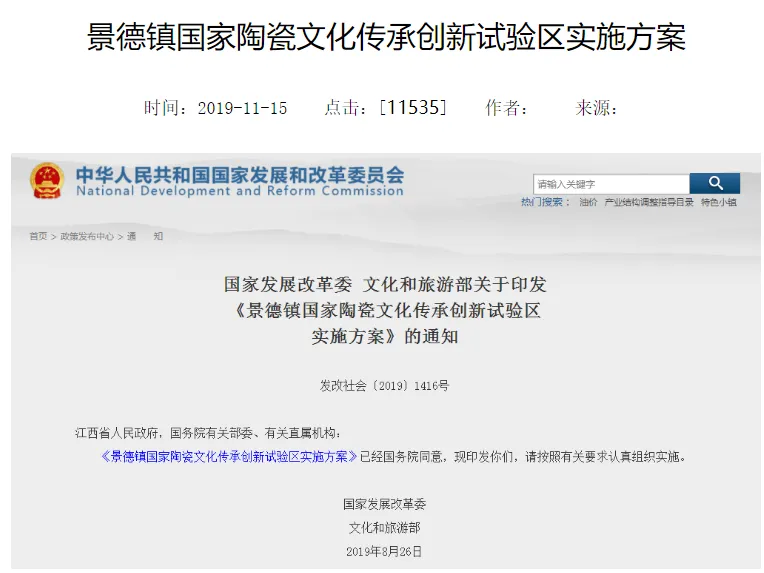 景德镇国家陶瓷文化传承创新试验区实施方案
时间：2019-11-15 点击：[11535] 作者： 来源：
中华人民共和国国家发展和改革委员会
National Development and Reform Commission
请输入关键字
热门搜索： 油价 产业结构调整指导目录 特色小镇
首页 > 政策发布中心 > 通 知
国家发展改革委 文化和旅游部关于印发
《景德镇国家陶瓷文化传承创新试验区
实施方案》的通知
发改社会〔2019〕1416号
江西省人民政府，国务院有关部委、有关直属机构：
《景德镇国家陶瓷文化传承创新试验区实施方案》已经国务院同意，现印发你们，请按照有关要求认真组织实施。
国家发展改革委
文化和旅游部
2019年8月26日